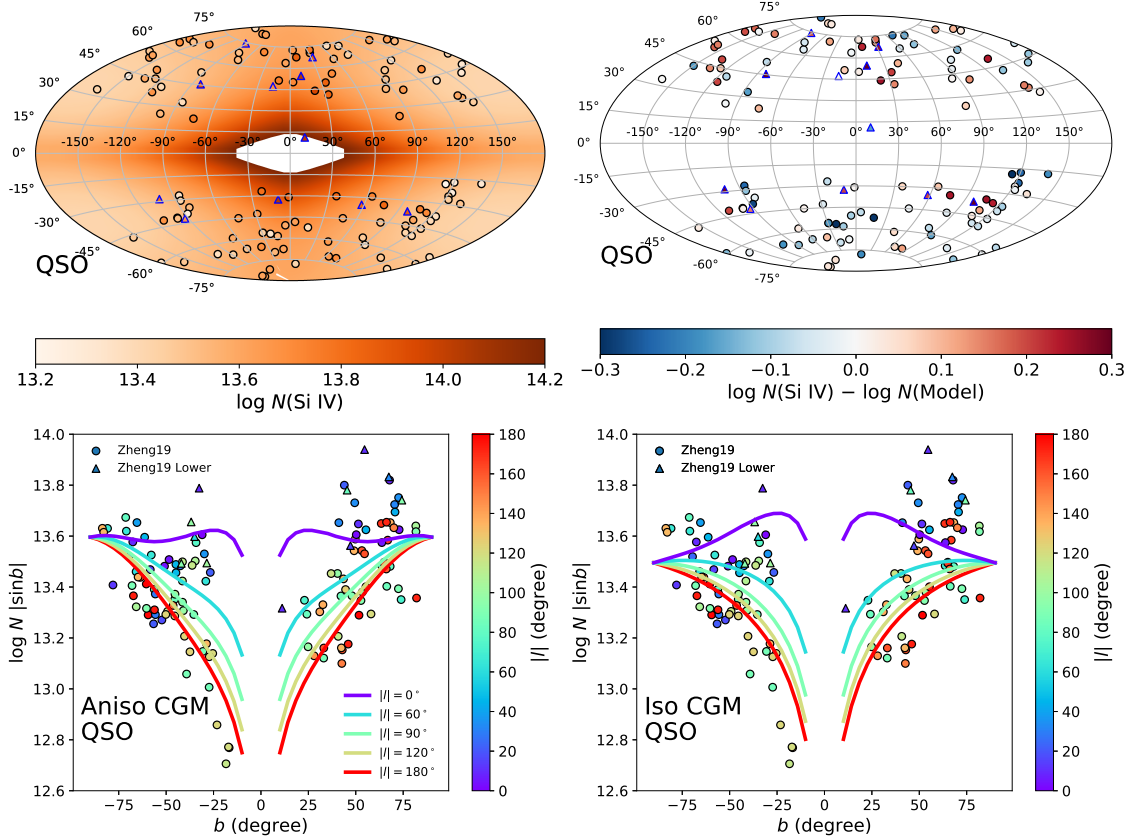 75°
60°
45°
30°
15°
0°
-15°
-30°
-45°
-60°
-75°
-150° -120° -90° -60° -30° 0° 30° 60° 90° 120° 150°
QSO
13.2 13.4 13.6 13.8 14.0 14.2
log N(Si IV)
75°
60°
45°
30°
15°
0°
-15°
-30°
-45°
-60°
-75°
-150° -120° -90° -60° -30° 0° 30° 60° 90° 120° 150°
QSO
−0.3 −0.2 −0.1 0.0 0.1 0.2 0.3
log N(Si IV) − log N(Model)
14.0
13.8
13.6
13.4
13.2
13.0
12.8
12.6
log N |sinb|
Zheng19
Zheng19 Lower
Aniso CGM
QSO
|l| = 0°
|l| = 60°
|l| = 90°
|l| = 120°
|l| = 180°
−75 −50 −25 0 25 50 75
b (degree)
180
160
140
120
100
80
60
40
20
0
|l| (degree)
14.0
13.8
13.6
13.4
13.2
13.0
12.8
12.6
log N |sinb|
Zheng19
Zheng19 Lower
Iso CGM
QSO
−75 −50 −25 0 25 50 75
b (degree)
180
160
140
120
100
80
60
40
20
0
|l| (degree)